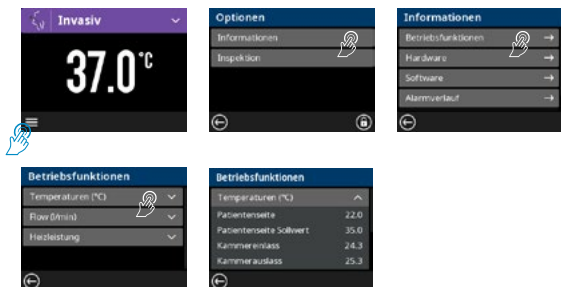 Invasiv
37.0°C
Optionen
Informationen
Inspektion
Informationen
Betriebsfunktionen
Hardware
Software
Alarmverlauf
Betriebsfunktionen
Temperaturen (°C)
Flow (l/min)
Heizleistung
Betriebsfunktionen
Temperaturen (°C)
Patientenseite 22.0
Patientenseite Sollwert 35.0
Kammereinlass 24.3
Kammerauslass 25.3